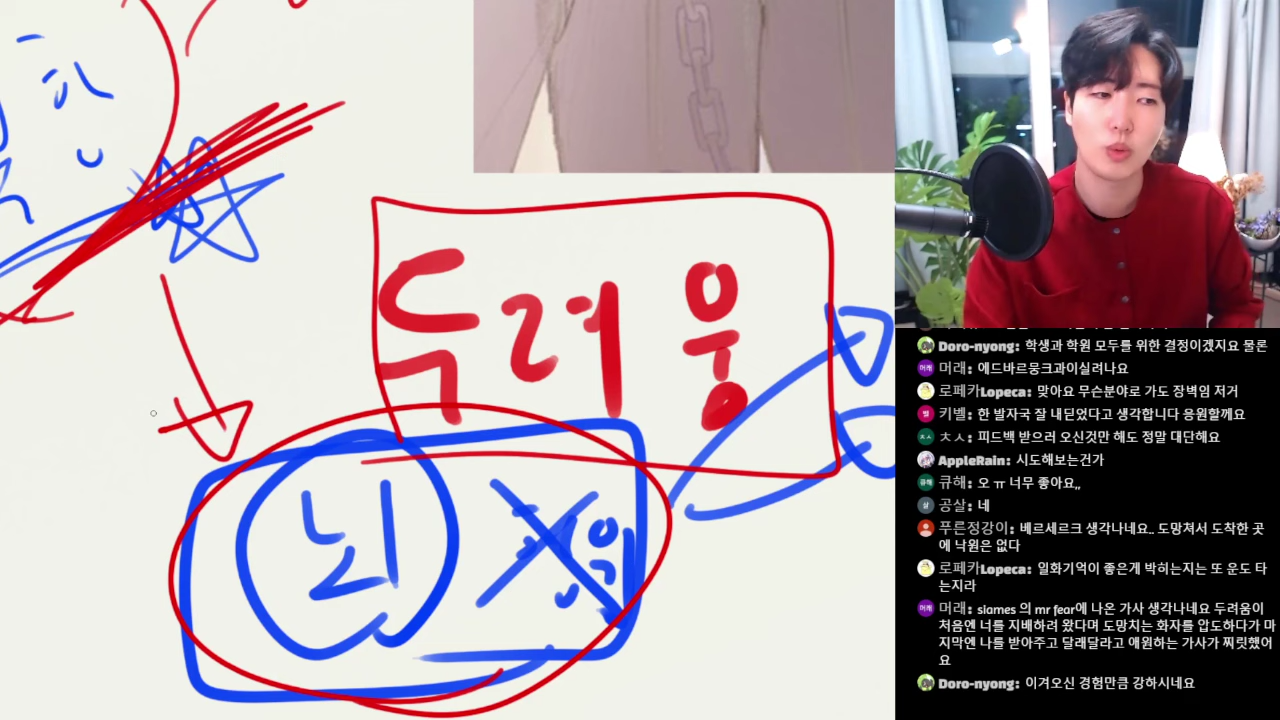 두려움
뇌
Doro-nyong: 학생과 학원 모두를 위한 결정이겠지요 물론
머래 머래: 에드바르뭉크과이실려나요
로페카Lopeca: 맞아요 무슨분야로 가도 장벽임 저거
벨 키벨: 한 발자국 잘 내딛었다고 생각합니다 응원할께요
ㅊㅅ ㅊㅅ: 피드백 받으러 오신것만 해도 정말 대단해요
AppleRain: 시도해보는건가
큐해 큐해: 오 ㅠ 너무 좋아요,,
살 공살: 네
푸른정강이: 베르세르크 생각나네요.. 도망쳐서 도착한 곳
에 낙원은 없다
로페카Lopeca: 일화기억이 좋은게 박히는지는 또 운도 타
는지라
머래 머래: siames 의 mr fear에 나온 가사 생각나네요 두려움이
처음엔 너를 지배하려 왔다며 도망치는 화자를 압도하다가 마
지막엔 나를 받아주고 달래달라고 애원하는 가사가 찌릿했어
요
Doro-nyong: 이겨오신 경험만큼 강하시네요